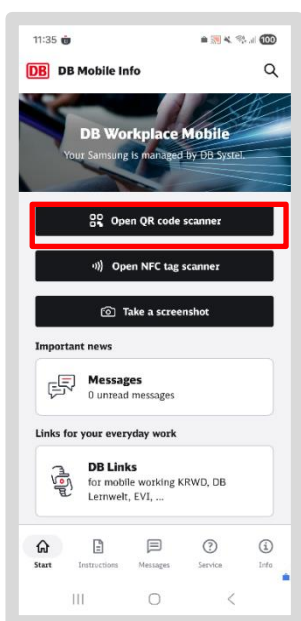 11:35
100
DB DB Mobile Info
DB Workplace Mobile
Your Samsung is managed by DB Systel.
Open QR code scanner
Open NFC tag scanner
Take a screenshot
Important news
Messages
0 unread messages
Links for your everyday work
DB Links
for mobile working KRWD, DB
Lernwelt, EVI, ...
Start Instructions Messages Service Info